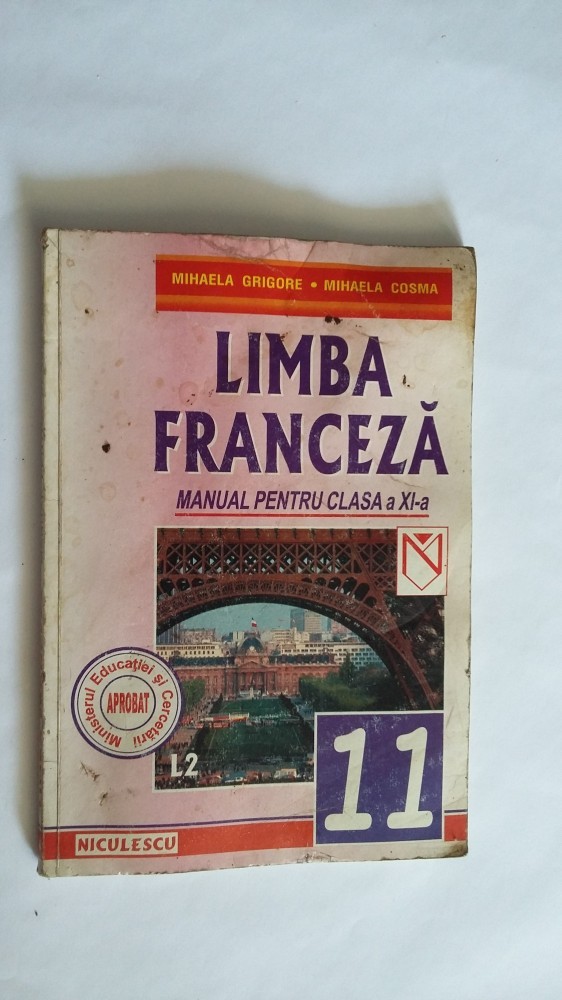 MIHAELA GRIGORE • MIHAELA COSMA
LIMBA
FRANCEZĂ
MANUAL PENTRU CLASA a XI-a
Ministerul Educației și Cercetării
APROBAT
L2
11
NICULESCU